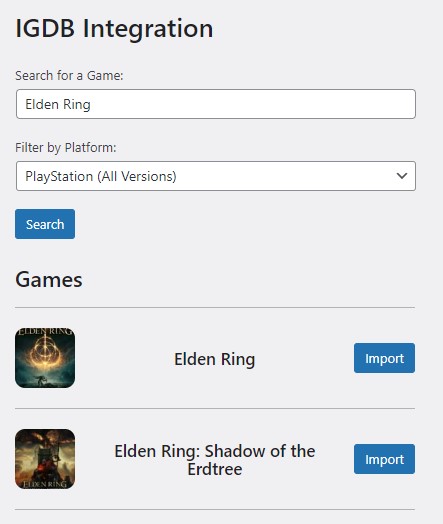 IGDB Integration
Search for a Game:
Elden Ring
Filter by Platform:
PlayStation (All Versions)
Search
Games
ELDEN RING
Elden Ring
Import
Elden Ring: Shadow of the
Erdtree
ELDEN RING
Import